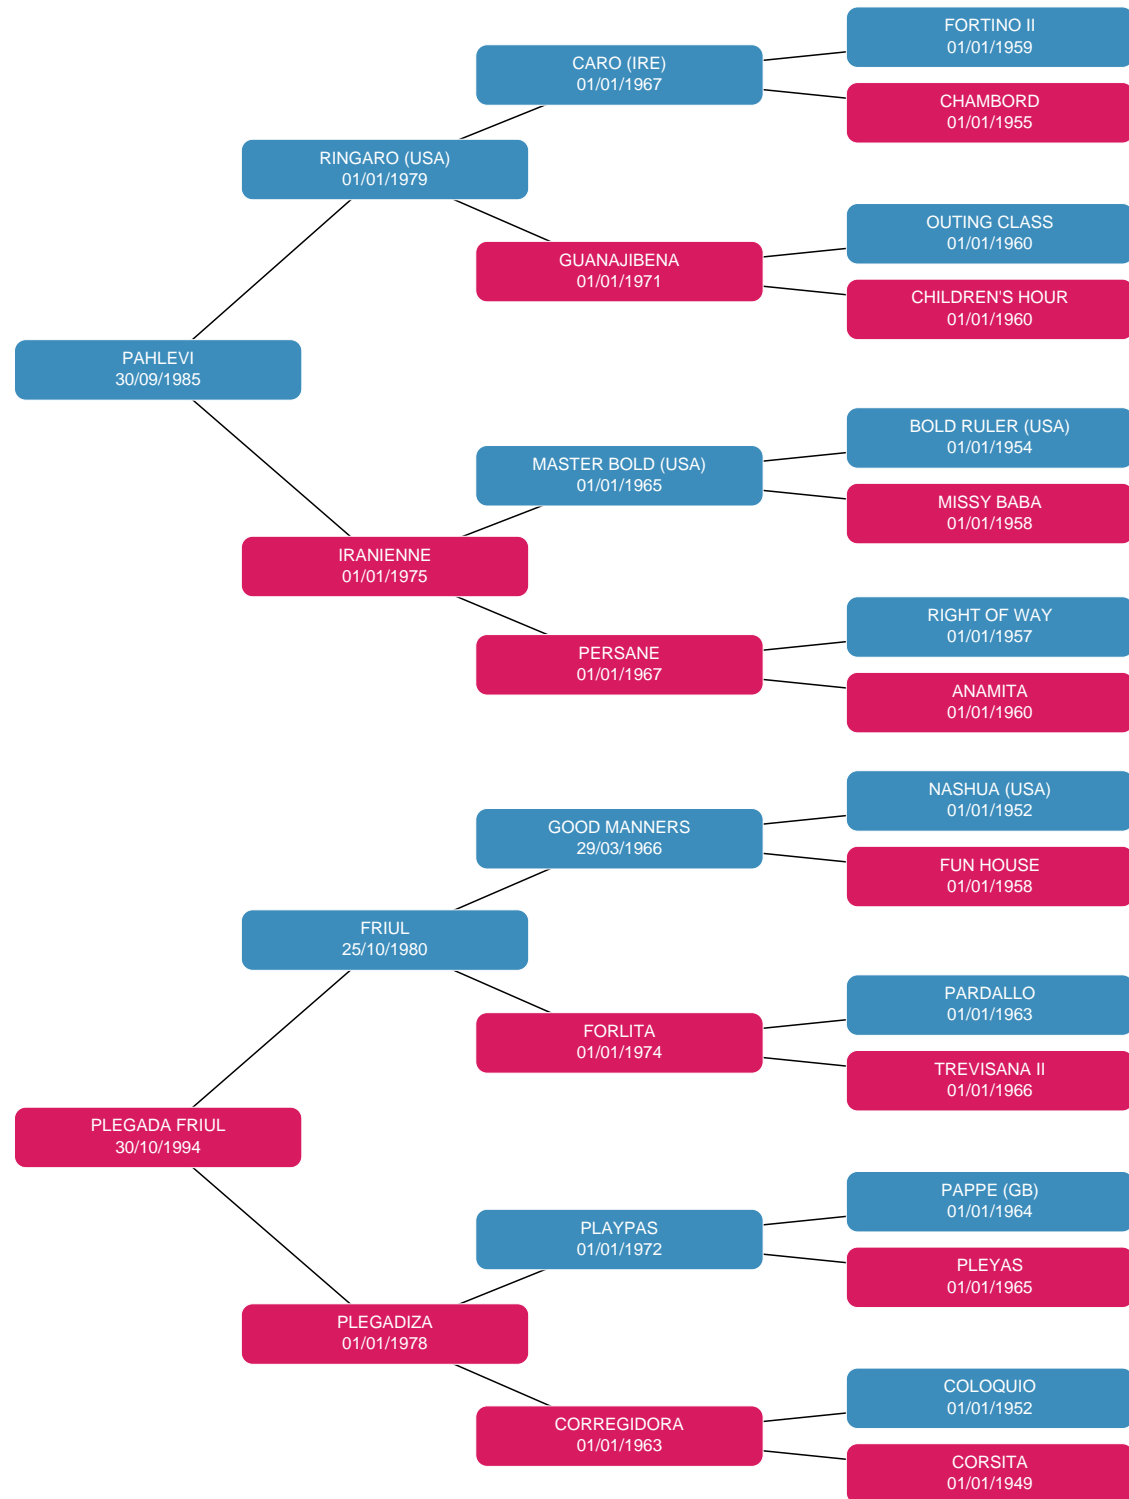 FORTINO II
01/01/1959
CARO (IRE)
01/01/1967
CHAMBORD
01/01/1955
RINGARO (USA)
01/01/1979
OUTING CLASS
01/01/1960
GUANAJIBENA
01/01/1971
CHILDREN'S HOUR
01/01/1960
PAHLEVI
30/09/1985
BOLD RULER (USA)
01/01/1954
MASTER BOLD (USA)
01/01/1965
MISSY BABA
01/01/1958
IRANIENNE
01/01/1975
RIGHT OF WAY
01/01/1957
PERSANE
01/01/1967
ANAMITA
01/01/1960
NASHUA (USA)
01/01/1952
GOOD MANNERS
29/03/1966
FUN HOUSE
01/01/1958
FRIUL
25/10/1980
PARDALLO
01/01/1963
FORLITA
01/01/1974
TREVISANA II
01/01/1966
PLEGADA FRIUL
30/10/1994
PAPPE (GB)
01/01/1964
PLAYPAS
01/01/1972
PLEYAS
01/01/1965
PLEGADIZA
01/01/1978
COLOQUIO
01/01/1952
CORREGIDORA
01/01/1963
CORSITA
01/01/1949